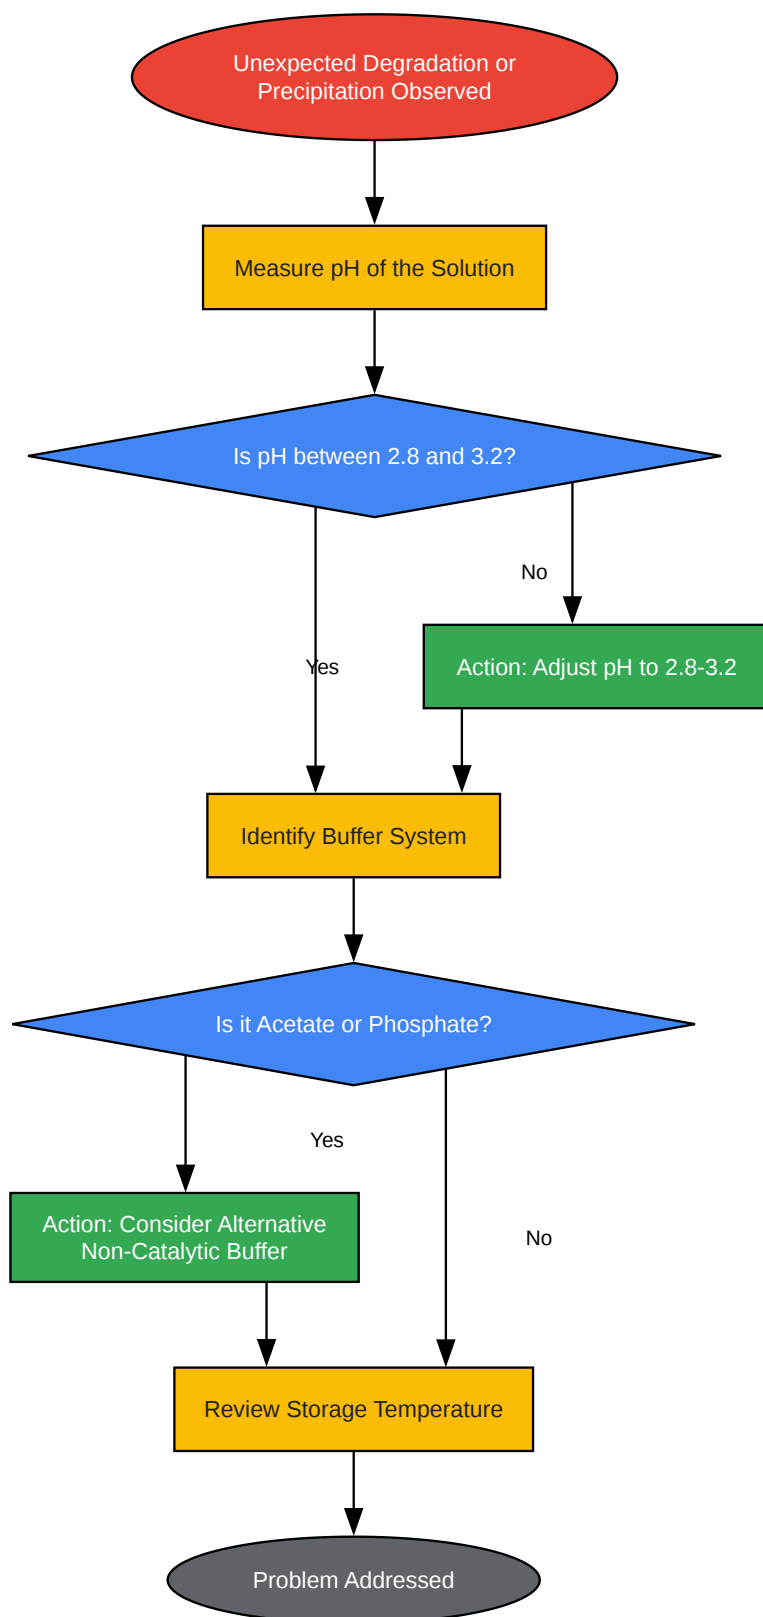 Unexpected Degradation or
Precipitation Observed
Measure pH of the Solution
Is pH between 2.8 and 3.2?
No
Yes
Action: Adjust pH to 2.8-3.2
Identify Buffer System
Is it Acetate or Phosphate?
Yes
Action: Consider Alternative
Non-Catalytic Buffer
No
Review Storage Temperature
Problem Addressed